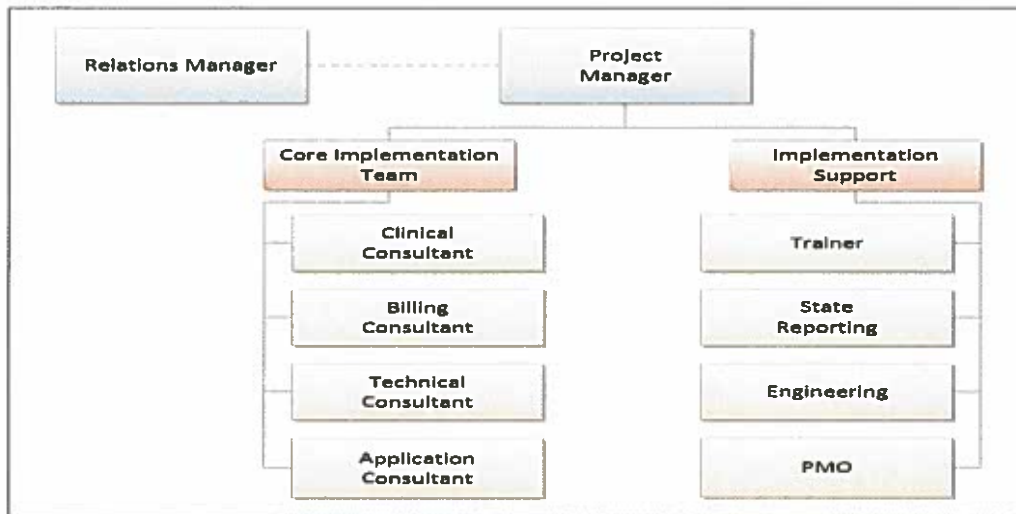 Relations Manager
Project
Manager
Core Implementation
Team
Implementation
Support
Clinical
Consultant
Billing
Consultant
Technical
Consultant
Application
Consultant
Trainer
State
Reporting
Engineering
PMO